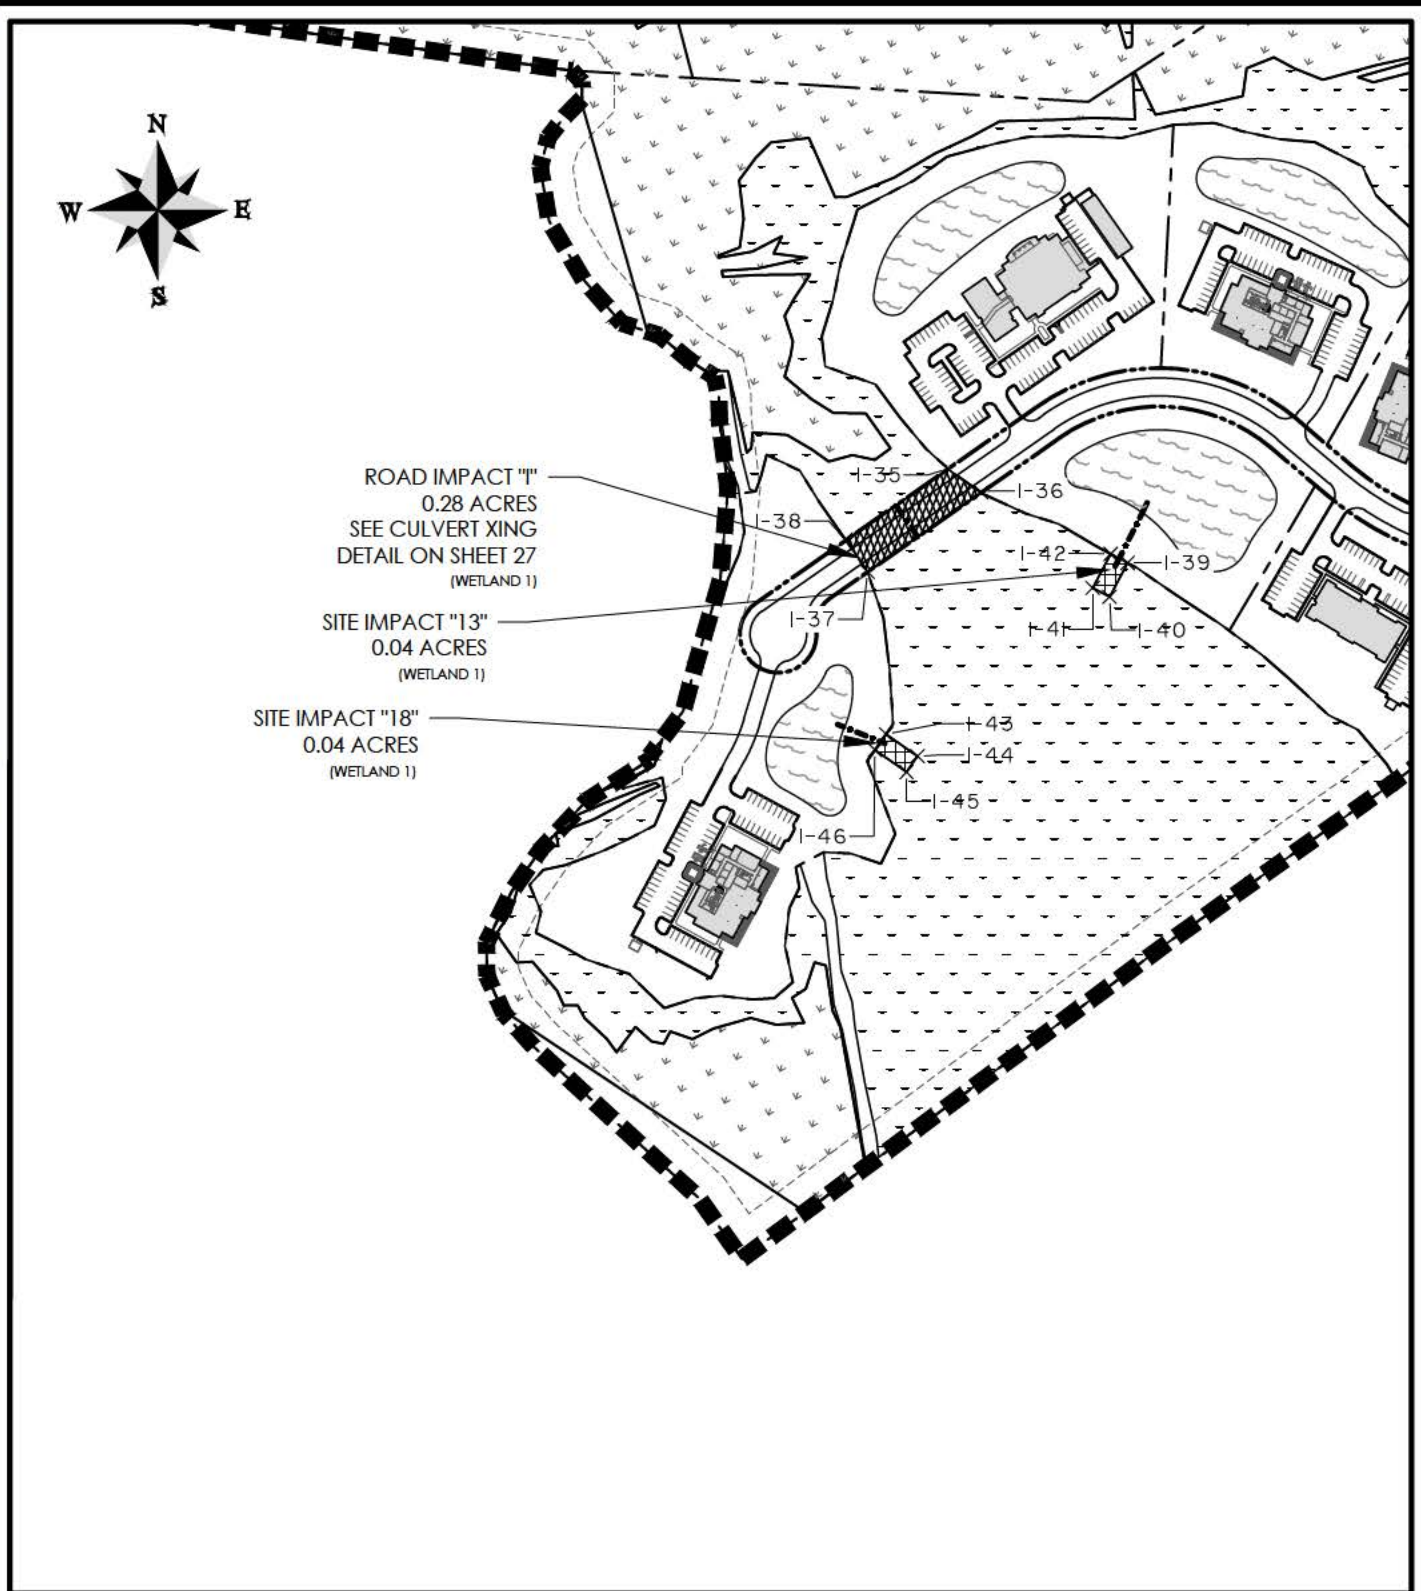 N
W
E
S
ROAD IMPACT "I"
0.28 ACRES
SEE CULVERT XING
DETAIL ON SHEET 27
(WETLAND 1)
SITE IMPACT "13"
0.04 ACRES
(WETLAND 1)
SITE IMPACT "18"
0.04 ACRES
(WETLAND 1)
I-35
I-36
I-38
I-42
I-39
I-37
I-41
I-40
I-43
I-44
I-45
I-46